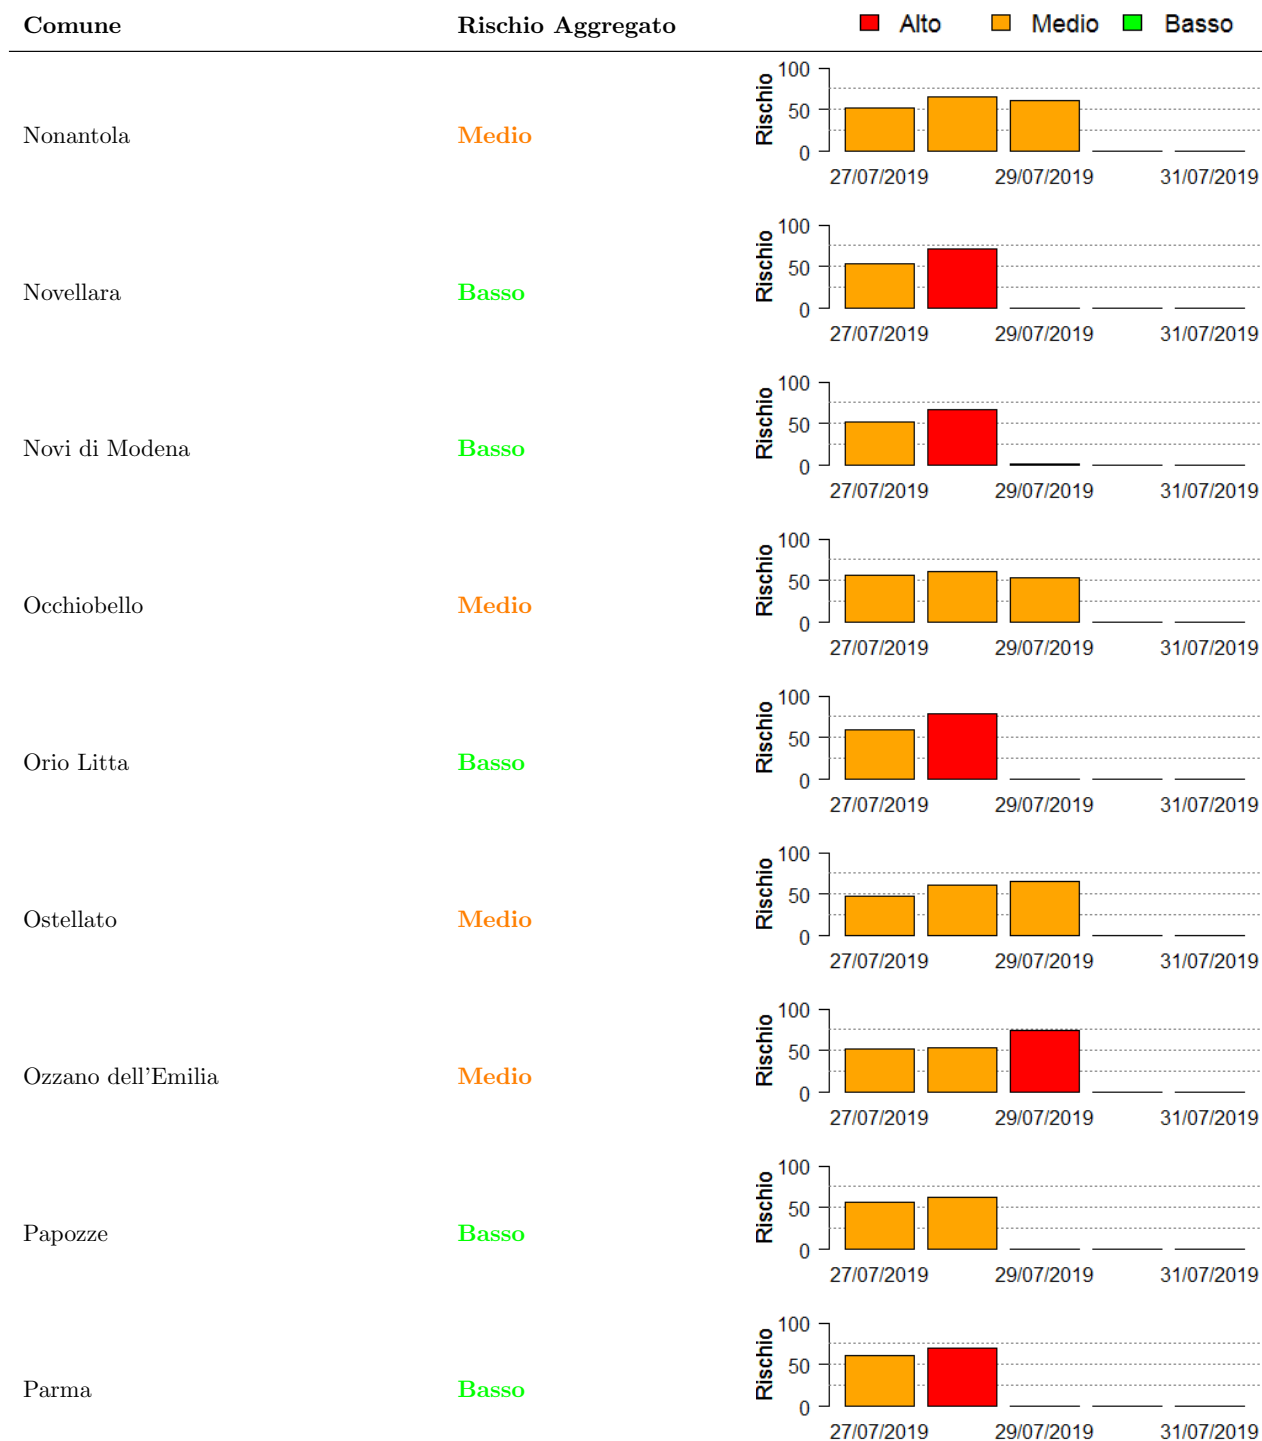 Comune Rischio Aggregato Alto Medio Basso
Nonantola Medio Rischio 100 50 0
27/07/2019 29/07/2019 31/07/2019
Novellara Basso Rischio 100 50 0
27/07/2019 29/07/2019 31/07/2019
Novi di Modena Basso Rischio 100 50 0
27/07/2019 29/07/2019 31/07/2019
Occhiobello Medio Rischio 100 50 0
27/07/2019 29/07/2019 31/07/2019
Orio Litta Basso Rischio 100 50 0
27/07/2019 29/07/2019 31/07/2019
Ostellato Medio Rischio 100 50 0
27/07/2019 29/07/2019 31/07/2019
Ozzano dell'Emilia Medio Rischio 100 50 0
27/07/2019 29/07/2019 31/07/2019
Papozze Basso Rischio 100 50 0
27/07/2019 29/07/2019 31/07/2019
Parma Basso Rischio 100 50 0
27/07/2019 29/07/2019 31/07/2019